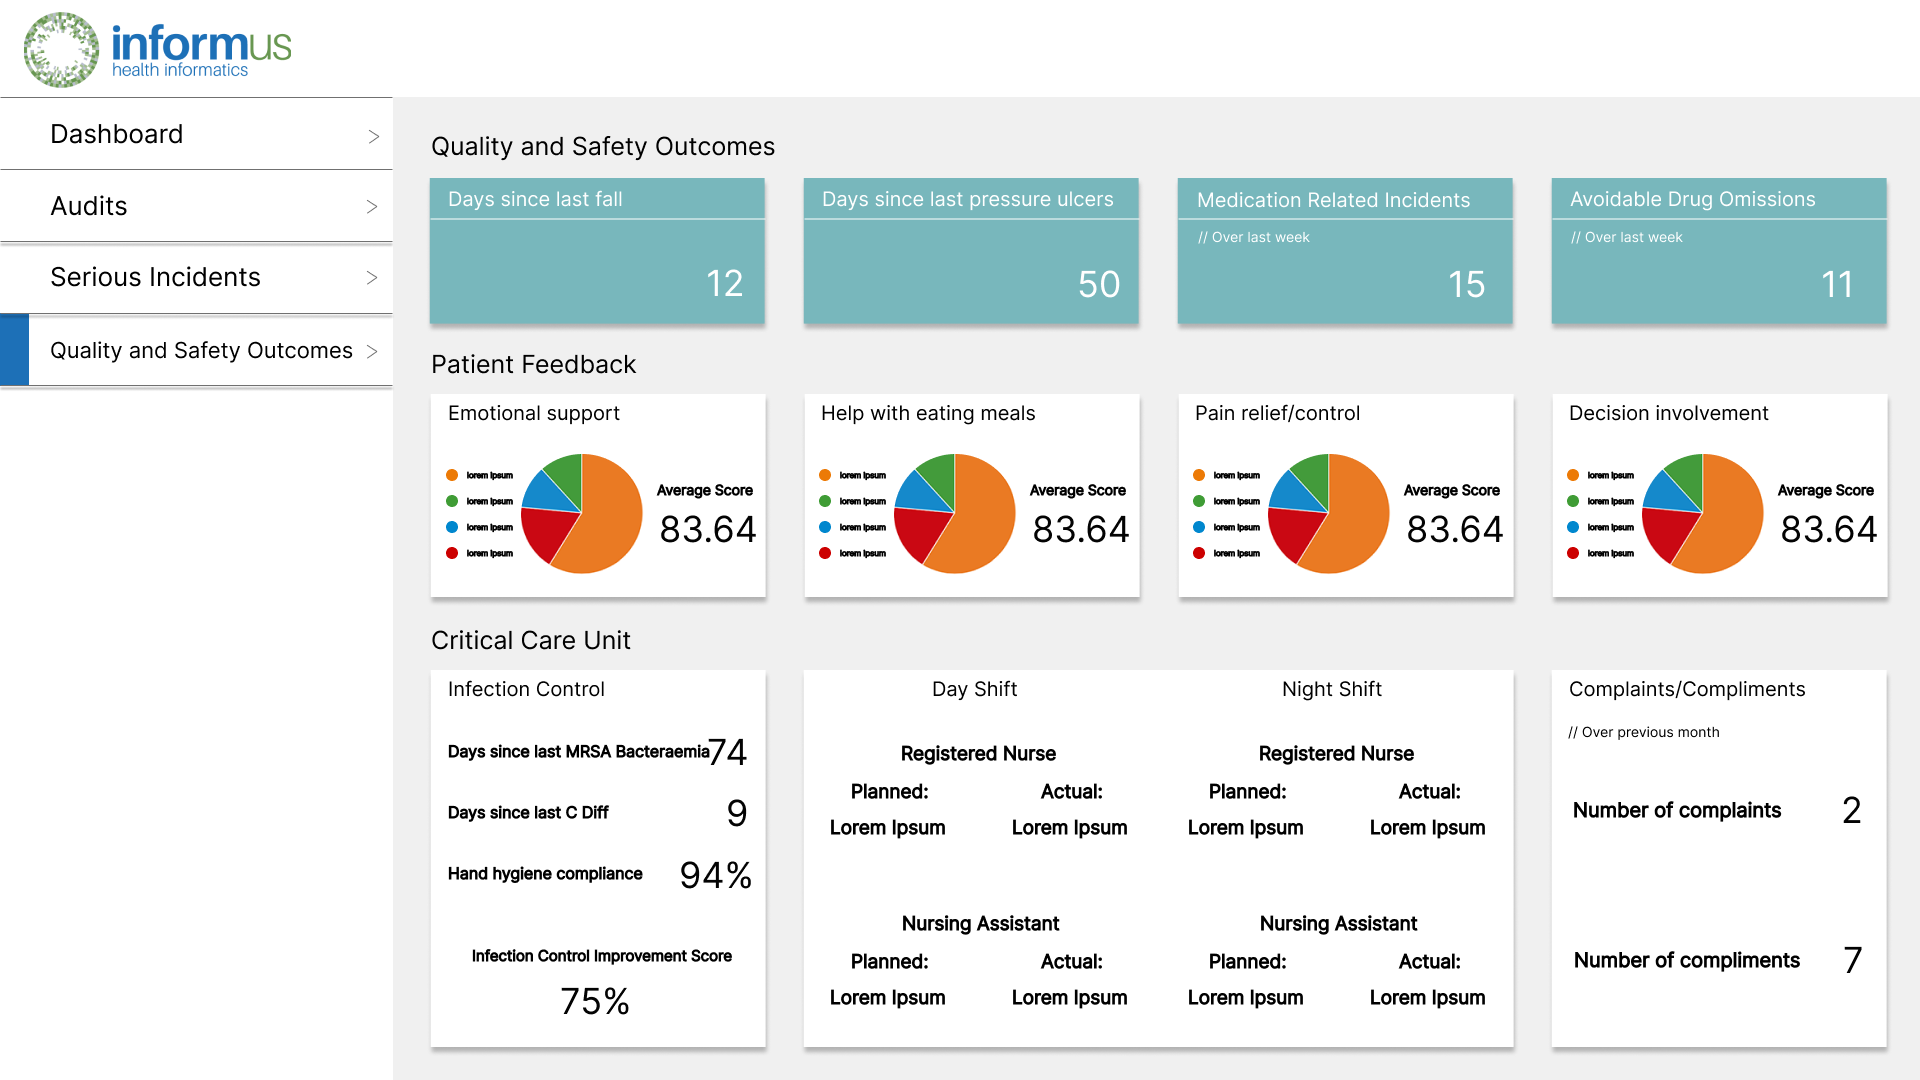 informus
health informatics
Dashboard >
Audits >
Serious Incidents >
Quality and Safety Outcomes >
Quality and Safety Outcomes
Days since last fall
12
Days since last pressure ulcers
50
Medication Related Incidents
// Over last week
15
Avoidable Drug Omissions
// Over last week
11
Patient Feedback
Emotional support
lorem ipsum
lorem ipsum
lorem ipsum
lorem ipsum
Average Score
83.64
Help with eating meals
lorem ipsum
lorem ipsum
lorem ipsum
lorem ipsum
Average Score
83.64
Pain relief/control
lorem ipsum
lorem ipsum
lorem ipsum
lorem ipsum
Average Score
83.64
Decision involvement
lorem ipsum
lorem ipsum
lorem ipsum
lorem ipsum
Average Score
83.64
Critical Care Unit
Infection Control
Days since last MRSA Bacteraemia 74
Days since last C Diff 9
Hand hygiene compliance 94%
Infection Control Improvement Score
75%
Day Shift
Registered Nurse
Planned: Actual:
Lorem Ipsum Lorem Ipsum
Nursing Assistant
Planned: Actual:
Lorem Ipsum Lorem Ipsum
Night Shift
Registered Nurse
Planned: Actual:
Lorem Ipsum Lorem Ipsum
Nursing Assistant
Planned: Actual:
Lorem Ipsum Lorem Ipsum
Complaints/Compliments
// Over previous month
Number of complaints 2
Number of compliments 7